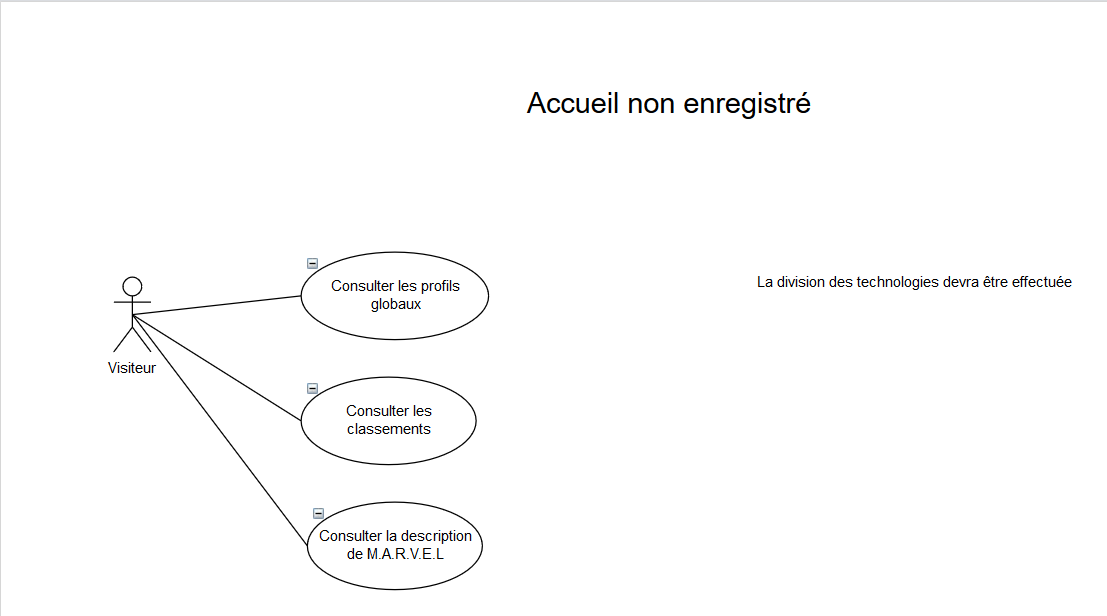 Accueil non enregistré
Consulter les profils
globaux
La division des technologies devra être effectuée
Visiteur
Consulter les
classements
Consulter la description
de M.A.R.V.E.L